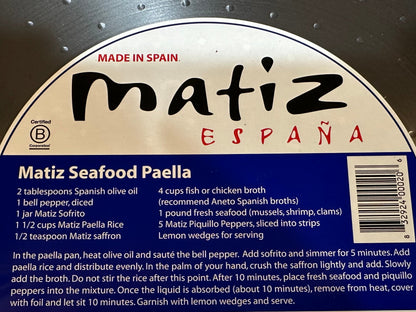 MADE IN SPAIN
matiz
ESPAÑA
Certified
B
Corporation
Matiz Seafood Paella
2 tablespoons Spanish olive oil
1 bell pepper, diced
1 jar Matiz Sofrito
1 1/2 cups Matiz Paella Rice
1/2 teaspoon Matiz saffron
4 cups fish or chicken broth
(recommend Aneto Spanish broths)
1 pound fresh seafood (mussels, shrimp, clams)
5 Matiz Piquillo Peppers, sliced into strips
Lemon wedges for serving
8 32924 00020 6
In the paella pan, heat olive oil and sauté the bell pepper. Add sofrito and simmer for 5 minutes. Add
paella rice and distribute evenly. In the palm of your hand, crush the saffron lightly and add. Slowly
add the broth. Do not stir the rice after this point. After 10 minutes, place fresh seafood and piquillo
peppers into the mixture. Once the liquid is absorbed (about 10 minutes), remove from heat, cover
with foil and let sit 10 minutes. Garnish with lemon wedges and serve.